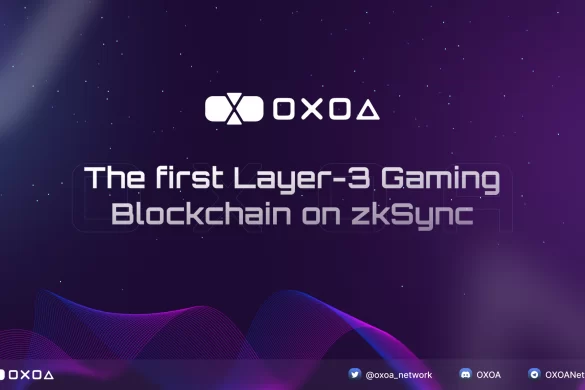 OXOA
The first Layer-3 Gaming
Blockchain on zkSync
OXOA
@oxoa_network
OXOA
OXOANet